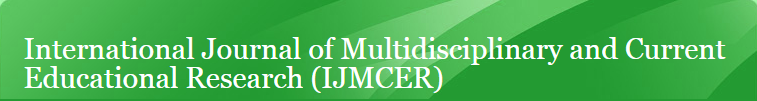 International Journal of Multidisciplinary and Current
Educational Research (IJMCER)